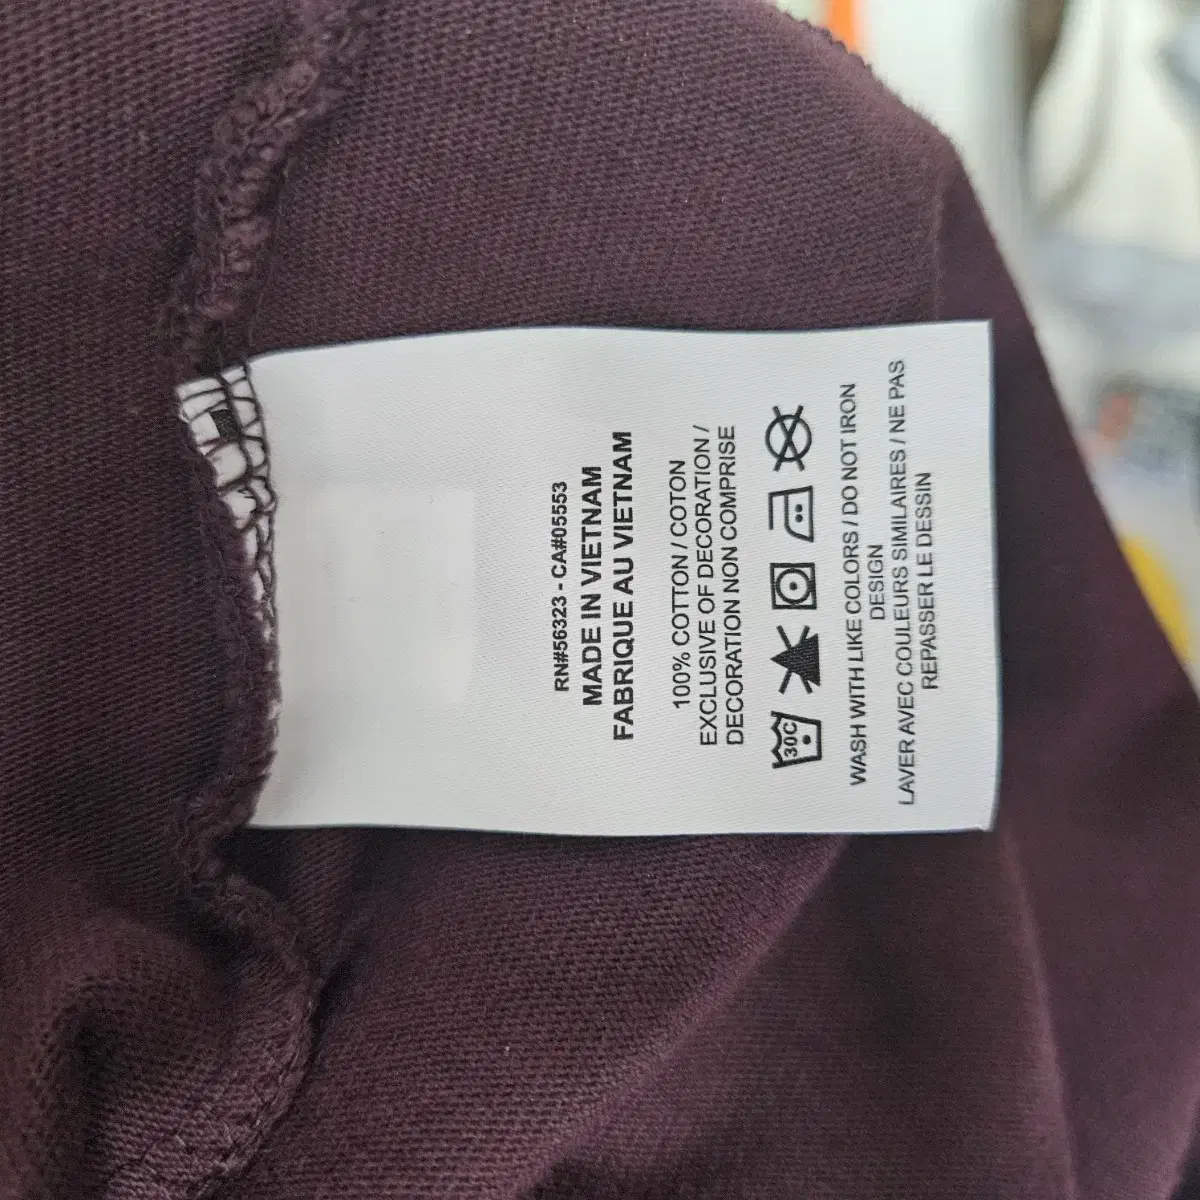 RN#56323 - CA#05553
MADE IN VIETNAM
FABRIQUE AU VIETNAM
100% COTTON / COTON
EXCLUSIVE OF DECORATION /
DECORATION NON COMPRISE
30C
WASH WITH LIKE COLORS / DO NOT IRON
DESIGN
LAVER AVEC COULEURS SIMILAIRES / NE PAS
REPASSER LE DESSIN